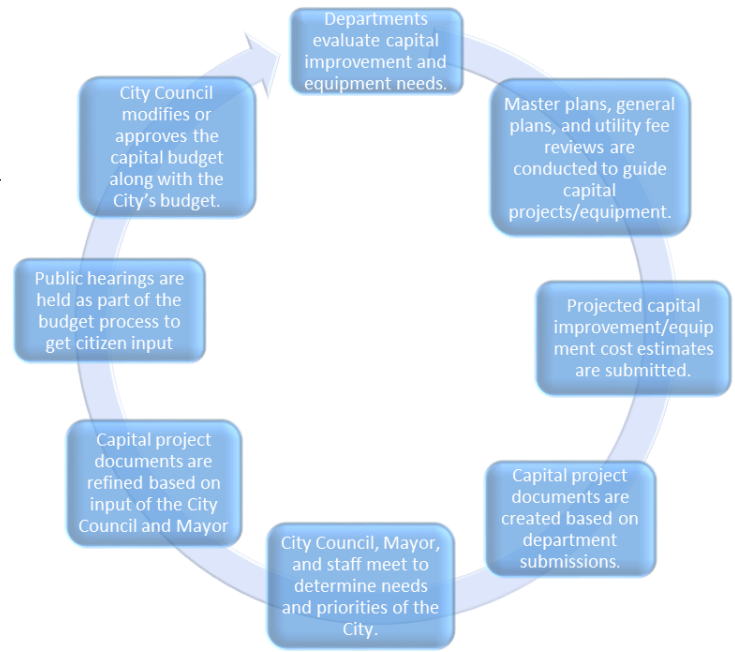 Departments
evaluate capital
improvement and
equipment needs.
Master plans, general
plans, and utility fee
reviews are
conducted to guide
capital
projects/equipment.
Projected capital
improvement/equip
ment cost estimates
are submitted.
Capital project
documents are
created based on
department
submissions.
City Council, Mayor,
and staff meet to
determine needs
and priorities of the
City.
Capital project
documents are
refined based on
input of the City
Council and Mayor
Public hearings are
held as part of the
budget process to
get citizen input
City Council
modifies or
approves the
capital budget
along with the
City’s budget.